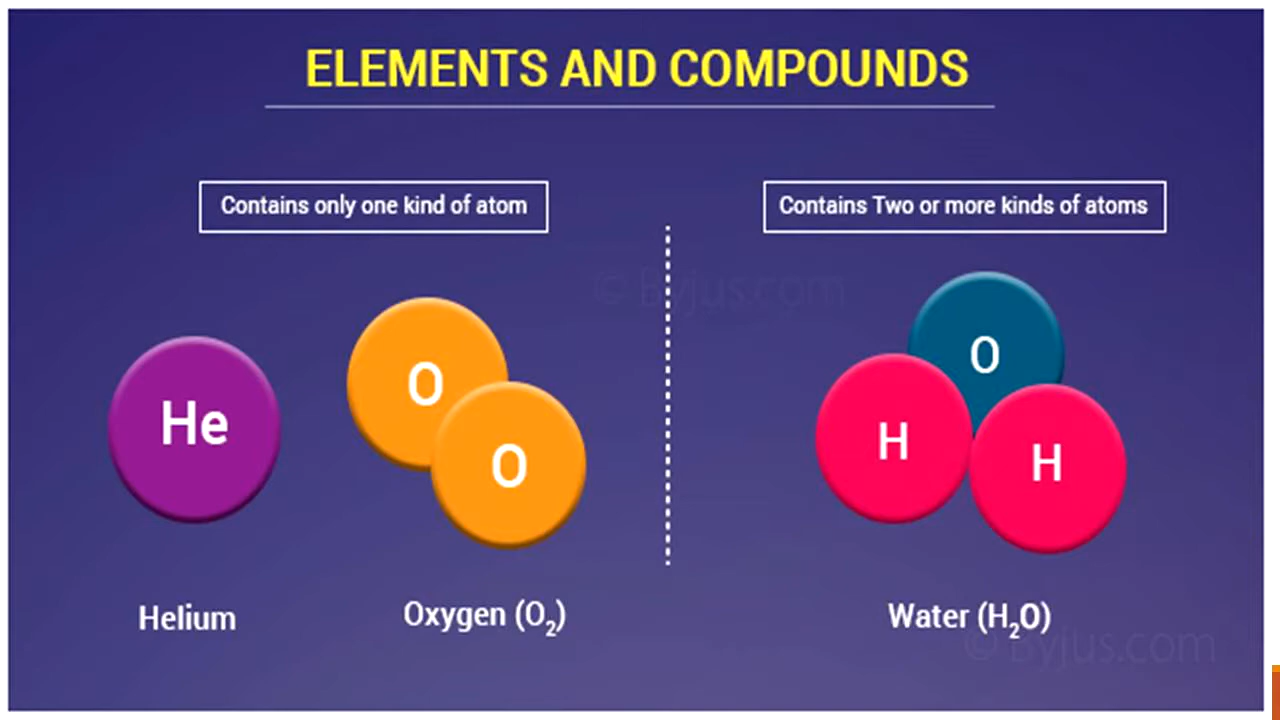 ELEMENTS AND COMPOUNDS
Contains only one kind of atom
Contains Two or more kinds of atoms
© Byjus.com
He
O
O
O
H
H
Helium
Oxygen (O₂)
Water (H₂O)
© Byjus.com